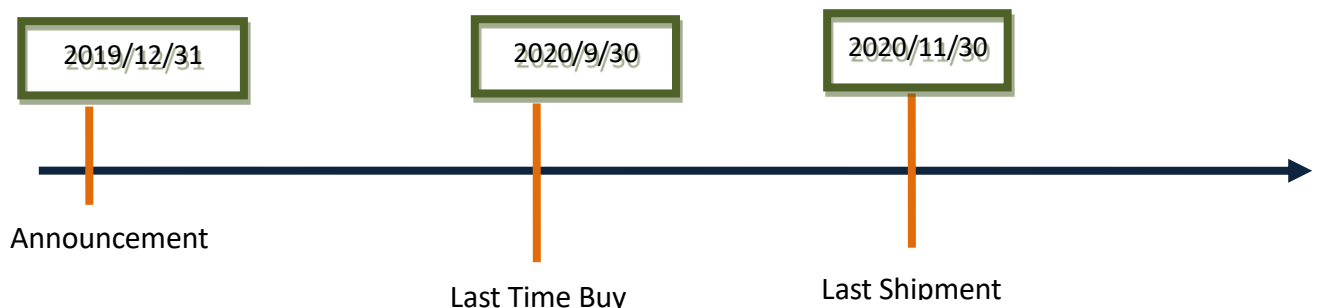 2019/12/31
2020/9/30
2020/11/30
Announcement
Last Time Buy
Last Shipment